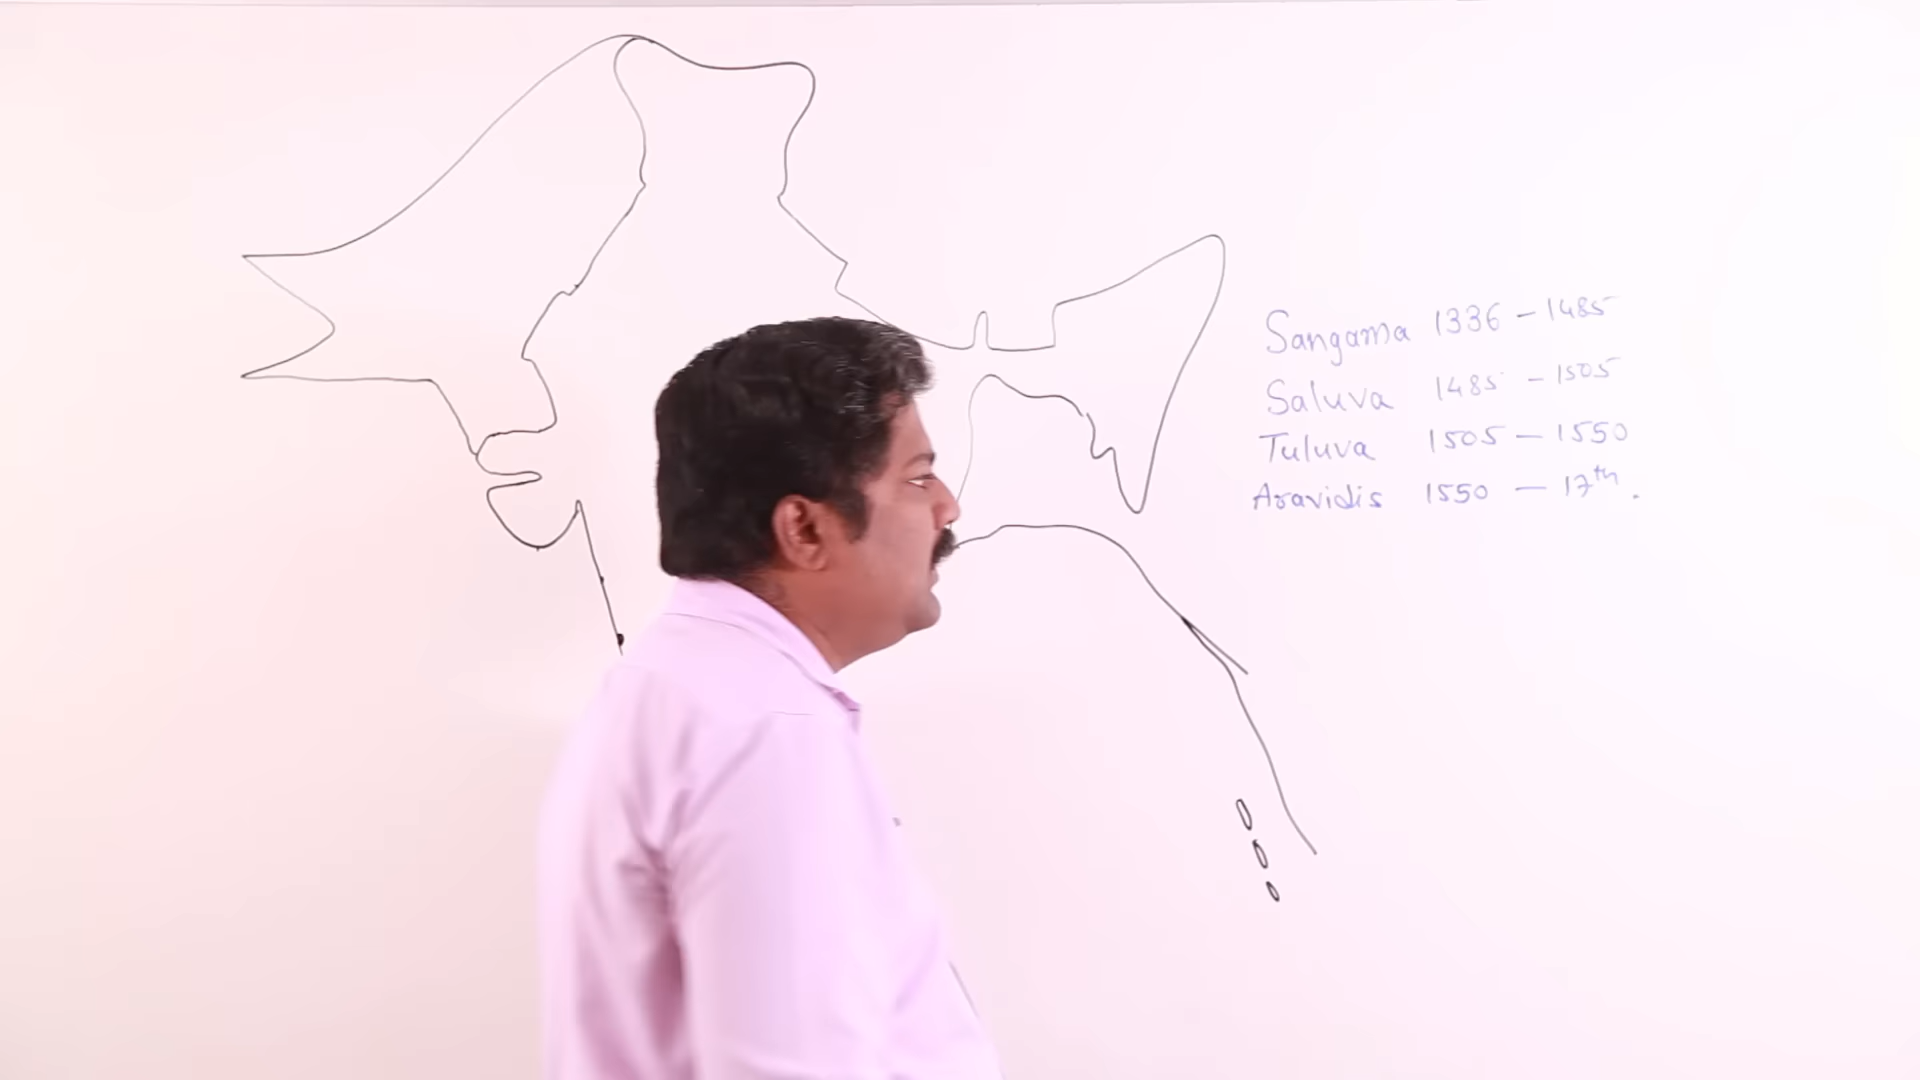 Sangama 1336 - 1485
Saluva 1485 - 1505
Tuluva 1505 - 1550
Aravidis 1550 - 17th.